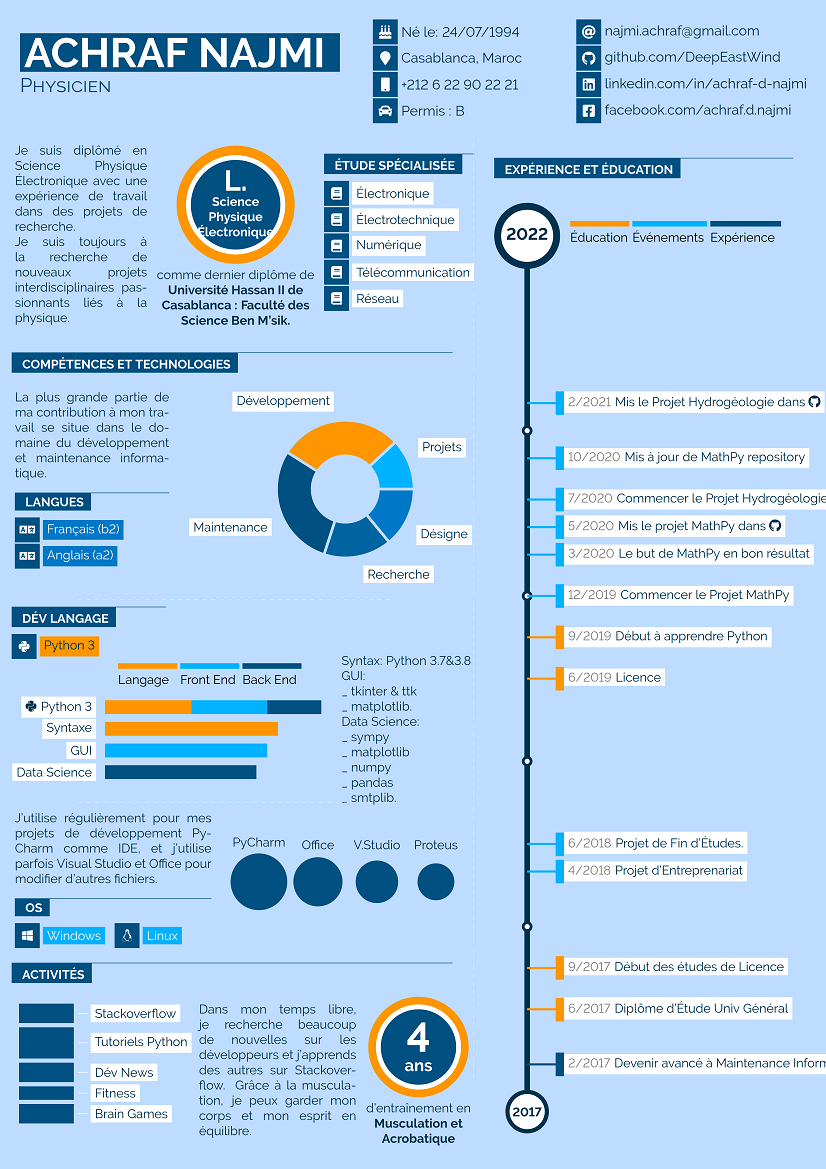 ACHRAF NAJMI
PHYSICIEN
Né le: 24/07/1994
Casablanca, Maroc
+212 6 22 90 22 21
Permis : B
najmi.achraf@gmail.com
github.com/DeepEastWind
linkedin.com/in/achraf-d-najmi
facebook.com/achraf.d.najmi
Je suis diplômé en
Science Physique
Électronique avec une
expérience de travail
dans des projets de
recherche.
Je suis toujours à
la recherche de
nouveaux projets
interdisciplinaires pas-
sionnants liés à la
physique.
L.
Science
Physique
Électronique
comme dernier diplôme de
Université Hassan II de
Casablanca : Faculté des
Science Ben M'sik.
ÉTUDE SPÉCIALISÉE
Électronique
Électrotechnique
Numérique
Télécommunication
Réseau
COMPÉTENCES ET TECHNOLOGIES
La plus grande partie de
ma contribution à mon tra-
vail se situe dans le do-
maine du développement
et maintenance informa-
tique.
LANGUES
Français (b2)
Anglais (a2)
Développement
Projets
Désigne
Recherche
Maintenance
DÉV LANGAGE
Python 3
Langage Front End Back End
Python 3
Syntaxe
GUI
Data Science
Syntax: Python 3.7&3.8
GUI:
_ tkinter & ttk
_ matplotlib.
Data Science:
_ sympy
_ matplotlib
_ numpy
_ pandas
_ smtplib.
J'utilise régulièrement pour mes
projets de développement Py-
Charm comme IDE, et j'utilise
parfois Visual Studio et Office pour
modifier d'autres fichiers.
PyCharm Office V.Studio Proteus
OS
Windows
Linux
ACTIVITÉS
Stackoverflow
Tutoriels Python
Dév News
Fitness
Brain Games
Dans mon temps libre,
je recherche beaucoup
de nouvelles sur les
développeurs et j'apprends
des autres sur Stackover-
flow. Grâce à la muscula-
tion, je peux garder mon
corps et mon esprit en
équilibre.
4
ans
d'entraînement en
Musculation et
Acrobatique
EXPÉRIENCE ET ÉDUCATION
2022
Éducation Événements Expérience
2/2021 Mis le Projet Hydrogéologie dans
10/2020 Mis à jour de MathPy repository
7/2020 Commencer le Projet Hydrogéologie
5/2020 Mis le projet MathPy dans
3/2020 Le but de MathPy en bon résultat
12/2019 Commencer le Projet MathPy
9/2019 Début à apprendre Python
6/2019 Licence
6/2018 Projet de Fin d'Études.
4/2018 Projet d'Entreprenariat
9/2017 Début des études de Licence
6/2017 Diplôme d'Étude Univ Général
2/2017 Devenir avancé à Maintenance Inform
2017